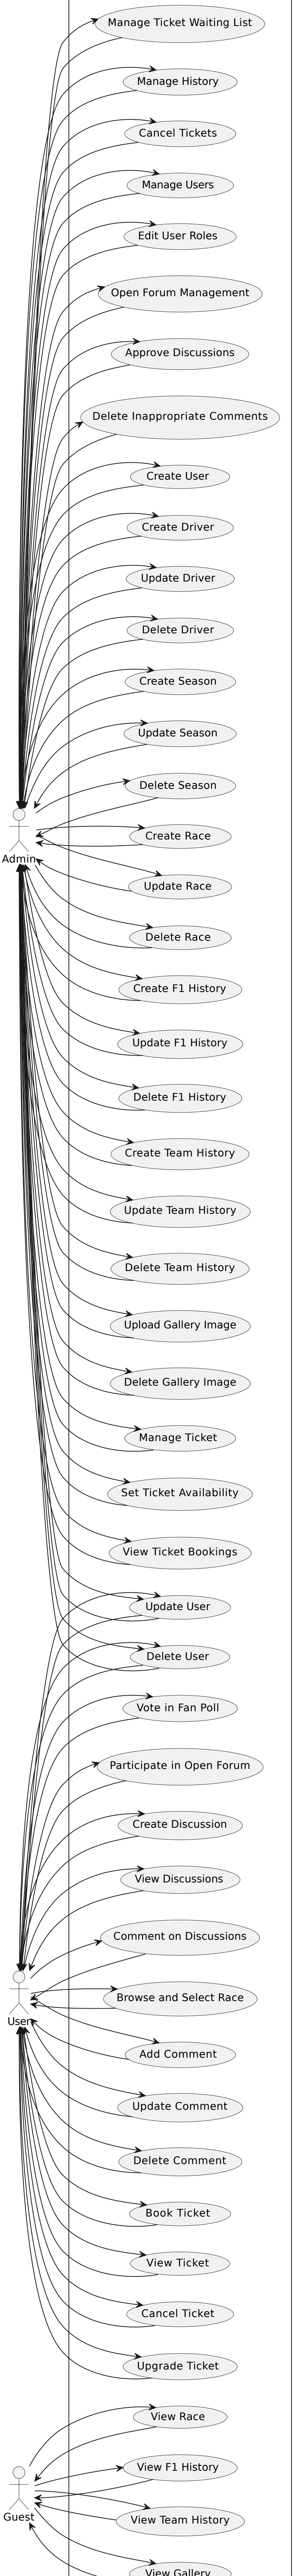 Manage Ticket Waiting List
Manage History
Cancel Tickets
Manage Users
Edit User Roles
Open Forum Management
Approve Discussions
Delete Inappropriate Comments
Create User
Create Driver
Update Driver
Delete Driver
Create Season
Update Season
Delete Season
Create Race
Admin
Update Race
Delete Race
Create F1 History
Update F1 History
Delete F1 History
Create Team History
Update Team History
Delete Team History
Upload Gallery Image
Delete Gallery Image
Manage Ticket
Set Ticket Availability
View Ticket Bookings
Update User
Delete User
Vote in Fan Poll
Participate in Open Forum
Create Discussion
View Discussions
Comment on Discussions
Browse and Select Race
User
Add Comment
Update Comment
Delete Comment
Book Ticket
View Ticket
Cancel Ticket
Upgrade Ticket
View Race
View F1 History
Guest
View Team History
View Gallery